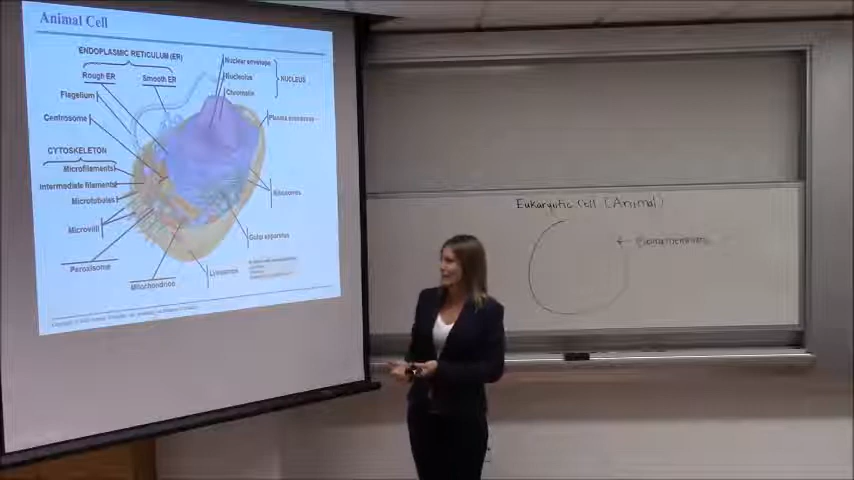 Animal Cell
ENDOPLASMIC RETICULUM (ER)
Rough ER
Smooth ER
Nuclear envelope
Nucleolus
Chromatin
NUCLEUS
Flagellum
Centrosome
Plasma membrane
CYTOSKELETON
Microfilaments
Intermediate filaments
Microtubules
Microvilli
Ribosomes
Golgi apparatus
Peroxisome
Mitochondrion
Lysosome
Eukaryotic Cell (Animal)
Plasma membrane